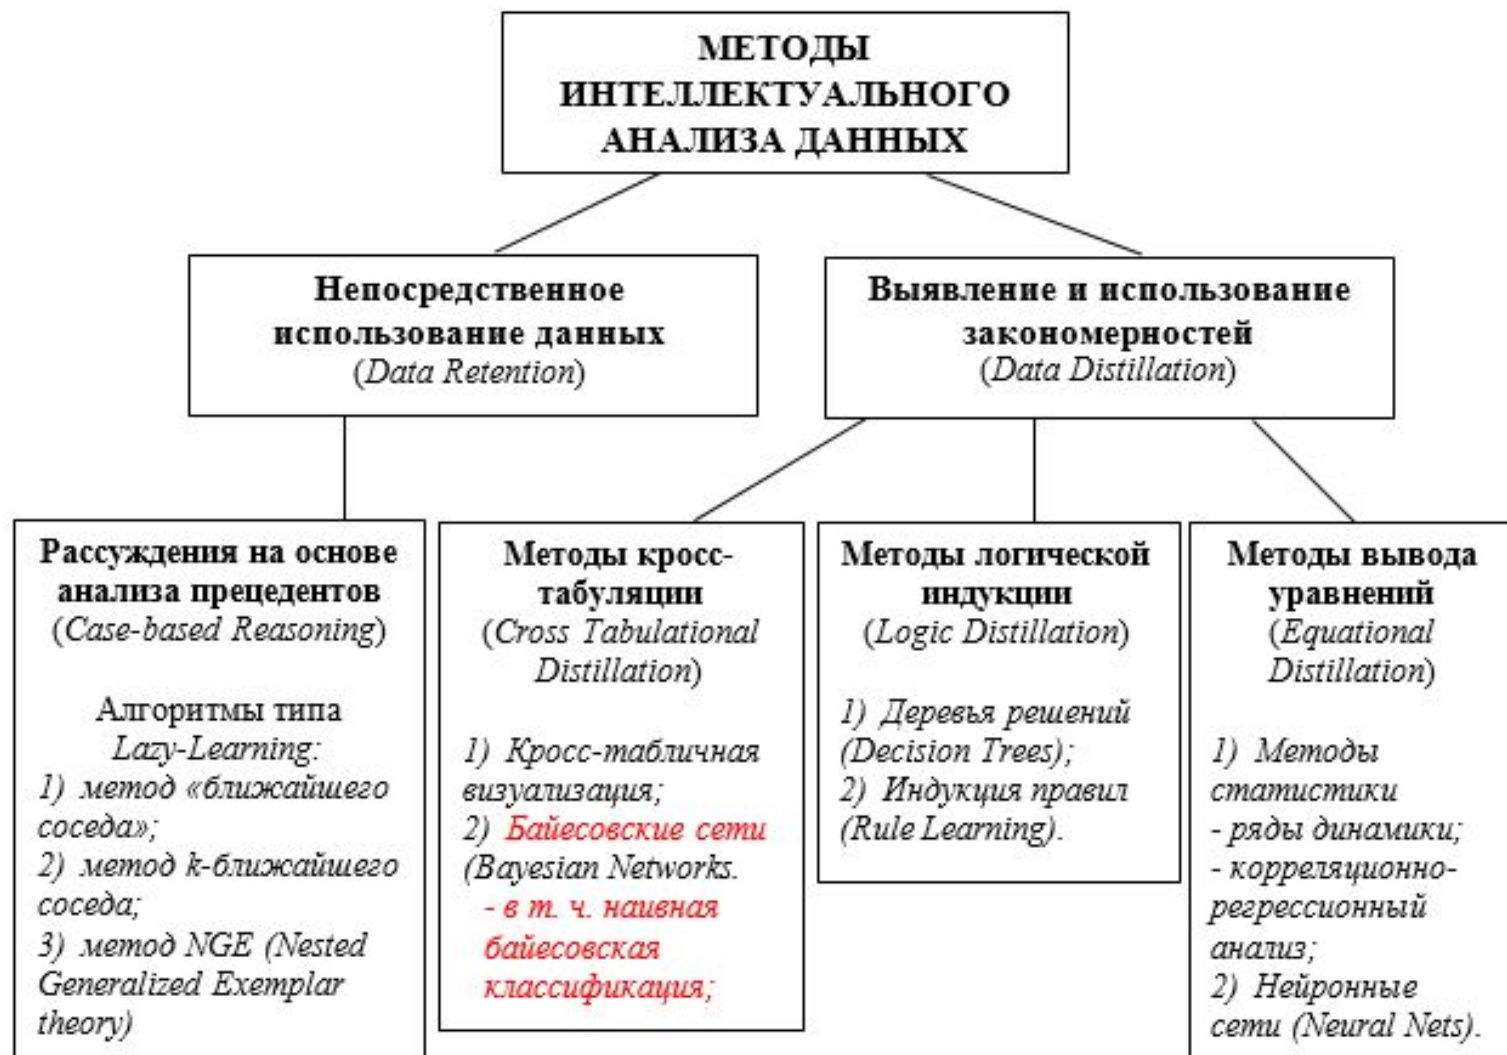 МЕТОДЫ
ИНТЕЛЛЕКТУАЛЬНОГО
АНАЛИЗА ДАННЫХ
Непосредственное
использование данных
(Data Retention)
Выявление и использование
закономерностей
(Data Distillation)
Рассуждения на основе
анализа прецедентов
(Case-based Reasoning)
Алгоритмы типа
Lazy-Learning:
1) метод «ближайшего
соседа»;
2) метод k-ближайшего
соседа;
3) метод NGE (Nested
Generalized Exemplar
theory)
Методы кросс-
табуляции
(Cross Tabulational
Distillation)
1) Кросс-табличная
визуализация;
2) Байесовские сети
(Bayesian Networks.
- в т. ч. наивная
байесовская
классификация;
Методы логической
индукции
(Logic Distillation)
1) Деревья решений
(Decision Trees);
2) Индукция правил
(Rule Learning).
Методы вывода
уравнений
(Equational
Distillation)
1) Методы
статистики
- ряды динамики;
- корреляционно-
регрессионный
анализ;
2) Нейронные
сети (Neural Nets).